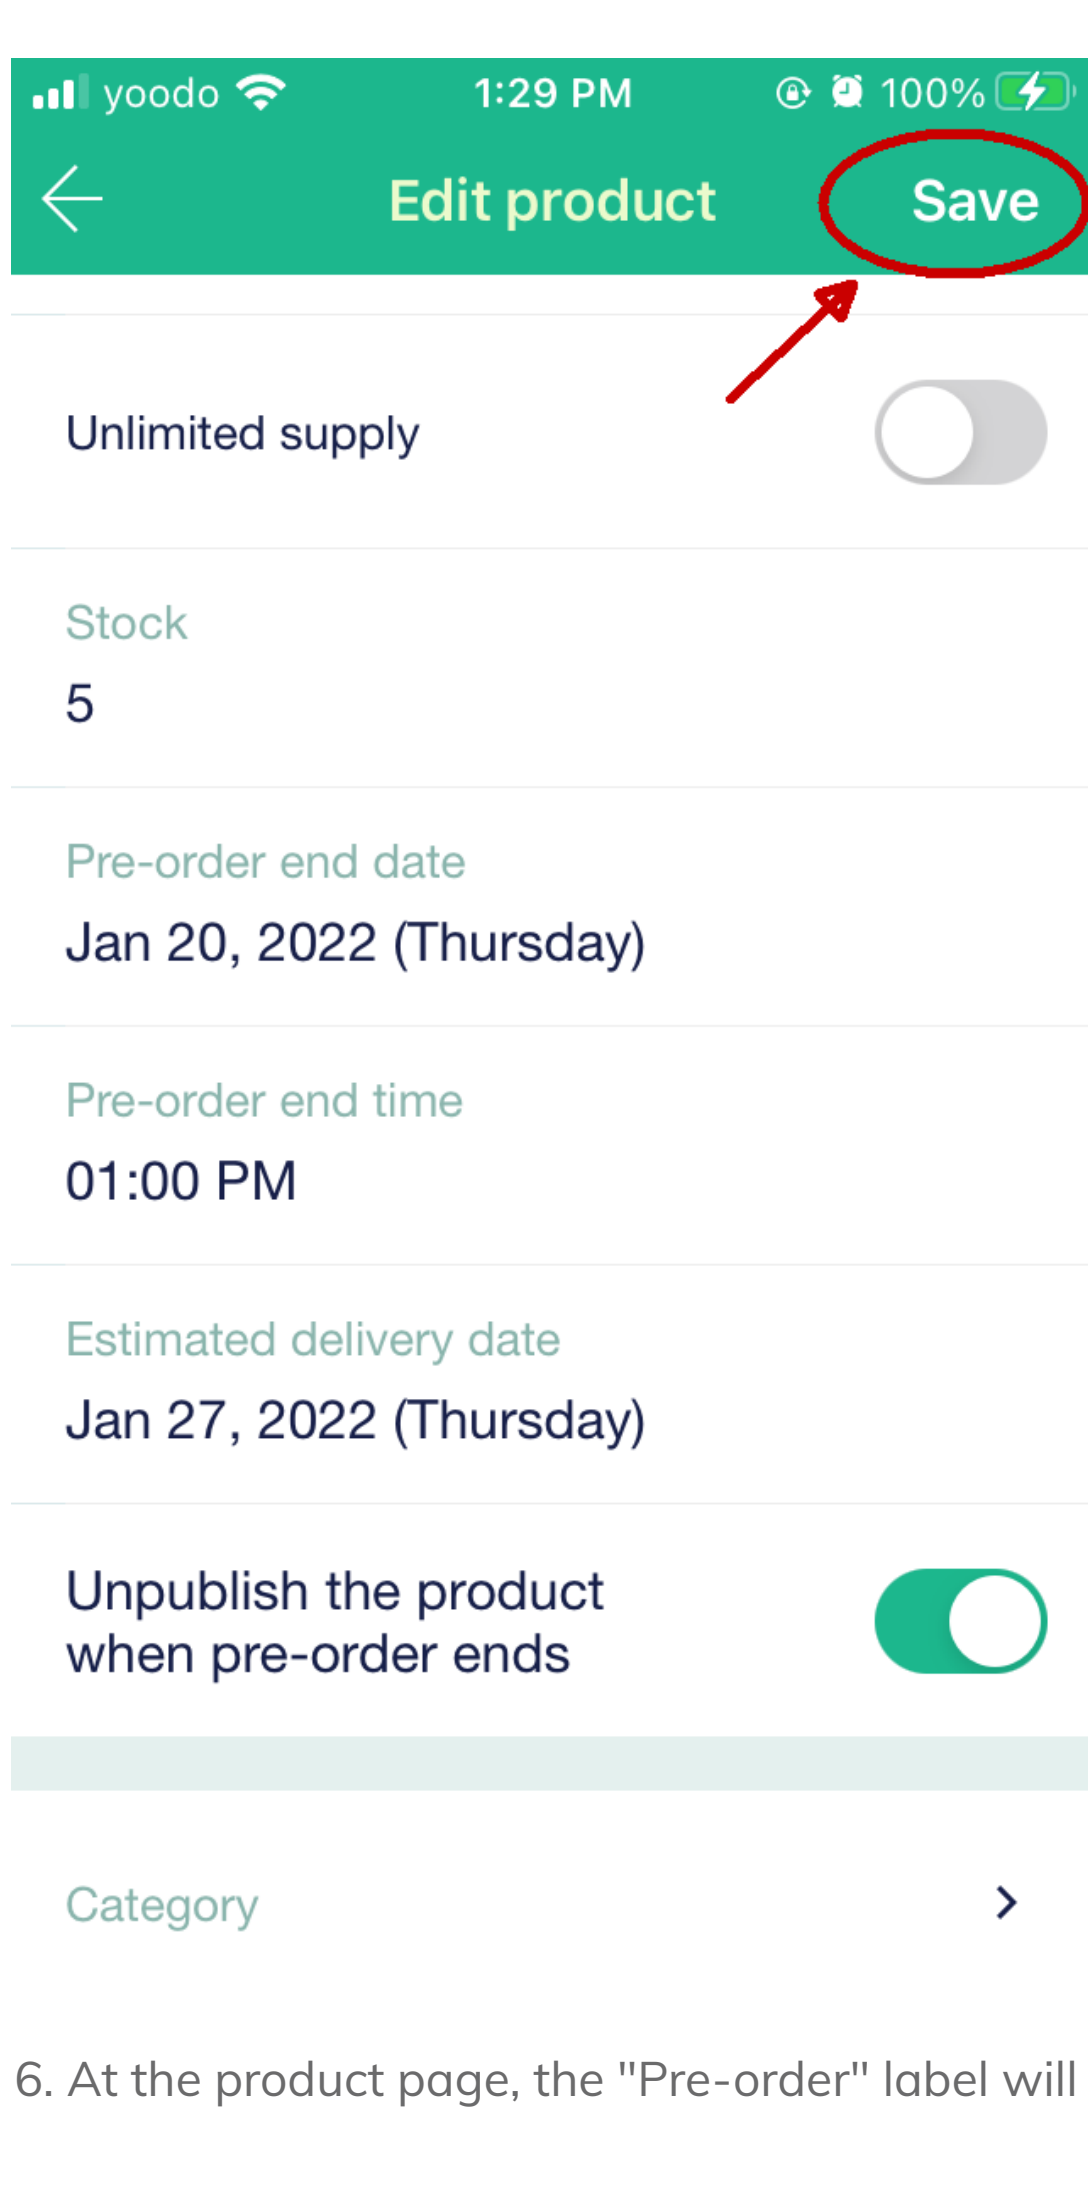 yoodo 1:29 PM 100%
Edit product Save
Unlimited supply
Stock
5
Pre-order end date
Jan 20, 2022 (Thursday)
Pre-order end time
01:00 PM
Estimated delivery date
Jan 27, 2022 (Thursday)
Unpublish the product
when pre-order ends
Category
6. At the product page, the "Pre-order" label will